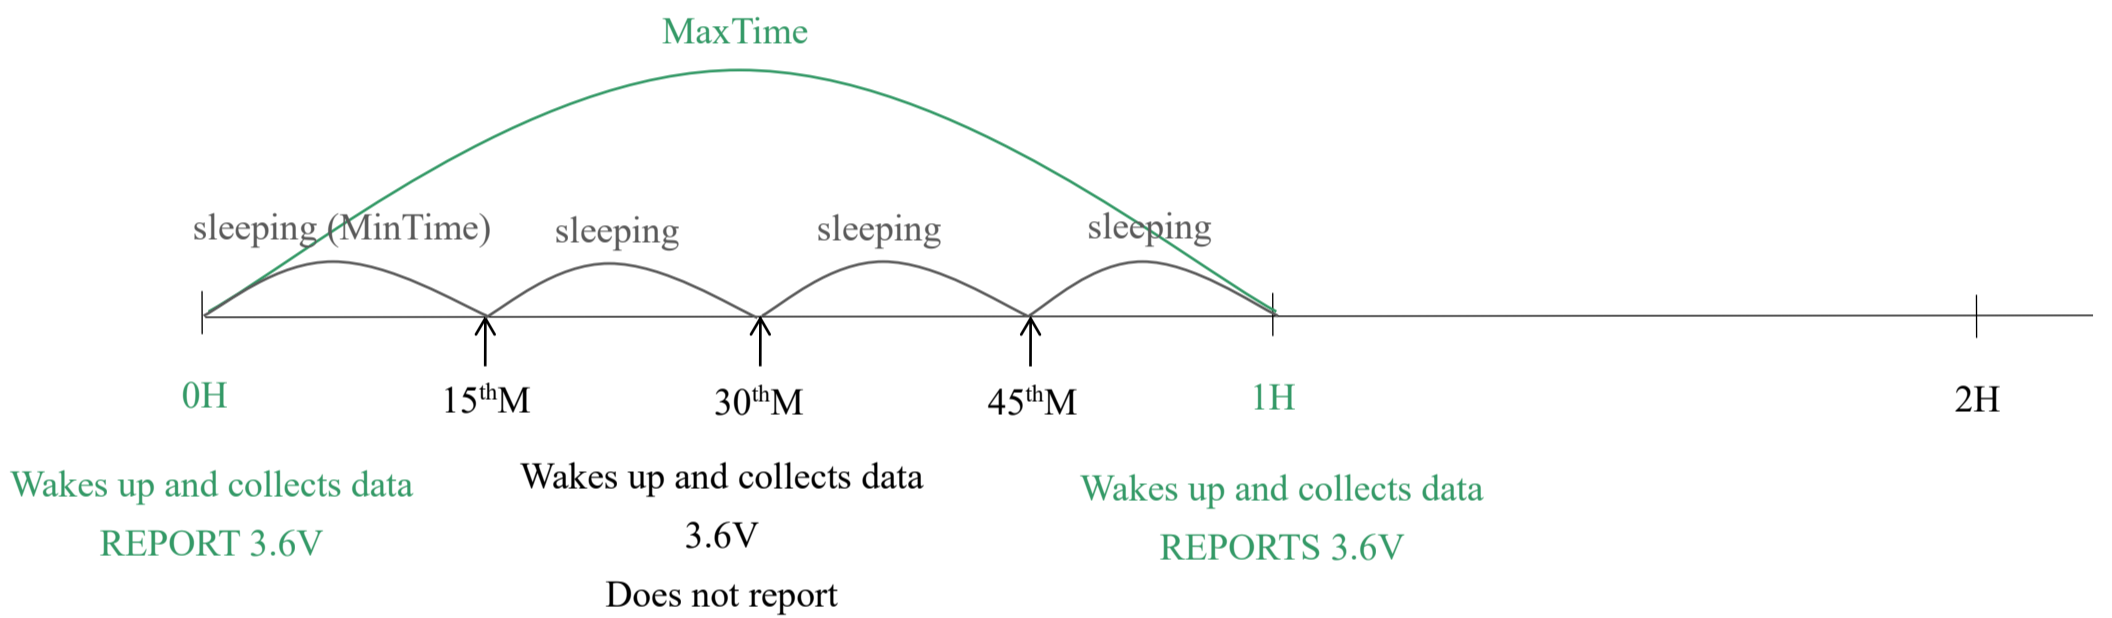 MaxTime
sleeping (MinTime)
sleeping
sleeping
sleeping
0H
15thM
30thM
45thM
1H
2H
Wakes up and collects data
REPORT 3.6V
Wakes up and collects data
3.6V
Does not report
Wakes up and collects data
REPORTS 3.6V